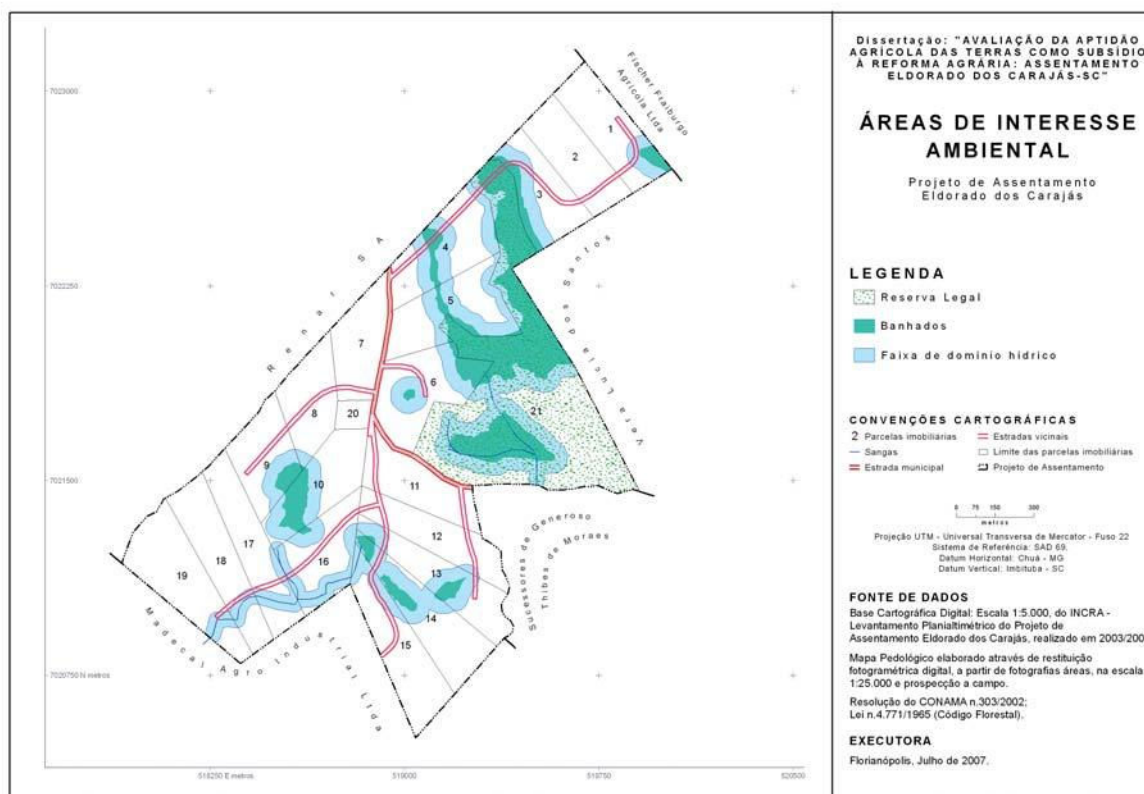 Dissertação: "AVALIAÇÃO DA APTIDÃO
AGRÍCOLA DAS TERRAS COMO SUBSÍDIO
À REFORMA AGRÁRIA: ASSENTAMENTO
ELDORADO DOS CARAJÁS-SC"
ÁREAS DE INTERESSE
AMBIENTAL
Projeto de Assentamento
Eldorado dos Carajás
LEGENDA
Reserva Legal
Banhados
Faixa de domínio hídrico
CONVENÇÕES CARTOGRÁFICAS
2 Parcelas imobiliárias
Sangas
Estrada municipal
Estradas vicinais
Limite das parcelas imobiliárias
Projeto de Assentamento
0 75 150 300
metros
Projeção UTM - Universal Transversa de Mercator - Fuso 22
Sistema de Referência: SAD 69.
Datum Horizontal: Chuá - MG
Datum Vertical: Imbituba - SC
FONTE DE DADOS
Base Cartográfica Digital: Escala 1:5.000, do INCRA -
Levantamento Planialtimétrico do Projeto de
Assentamento Eldorado dos Carajás, realizado em 2003/200
Mapa Pedológico elaborado através de restituição
fotogramétrica digital, a partir de fotografias áreas, na escala
1:25.000 e prospecção a campo.
Resolução do CONAMA n.303/2002;
Lei n.4.771/1965 (Código Florestal).
EXECUTORA
Florianópolis, Julho de 2007.
7023000
7022250
7021500
7020750 N metros
518250 E metros
519000
519750
520500
Fischer Fraiburgo
Agrícola Ltda
Renar SA
Vera Lucia dos Santos
Sucessores de Generoso
Thibes de Moraes
Madecal Agro Industrial Ltda
1
2
3
4
5
6
7
8
20
21
9
10
11
12
13
14
15
16
17
18
19